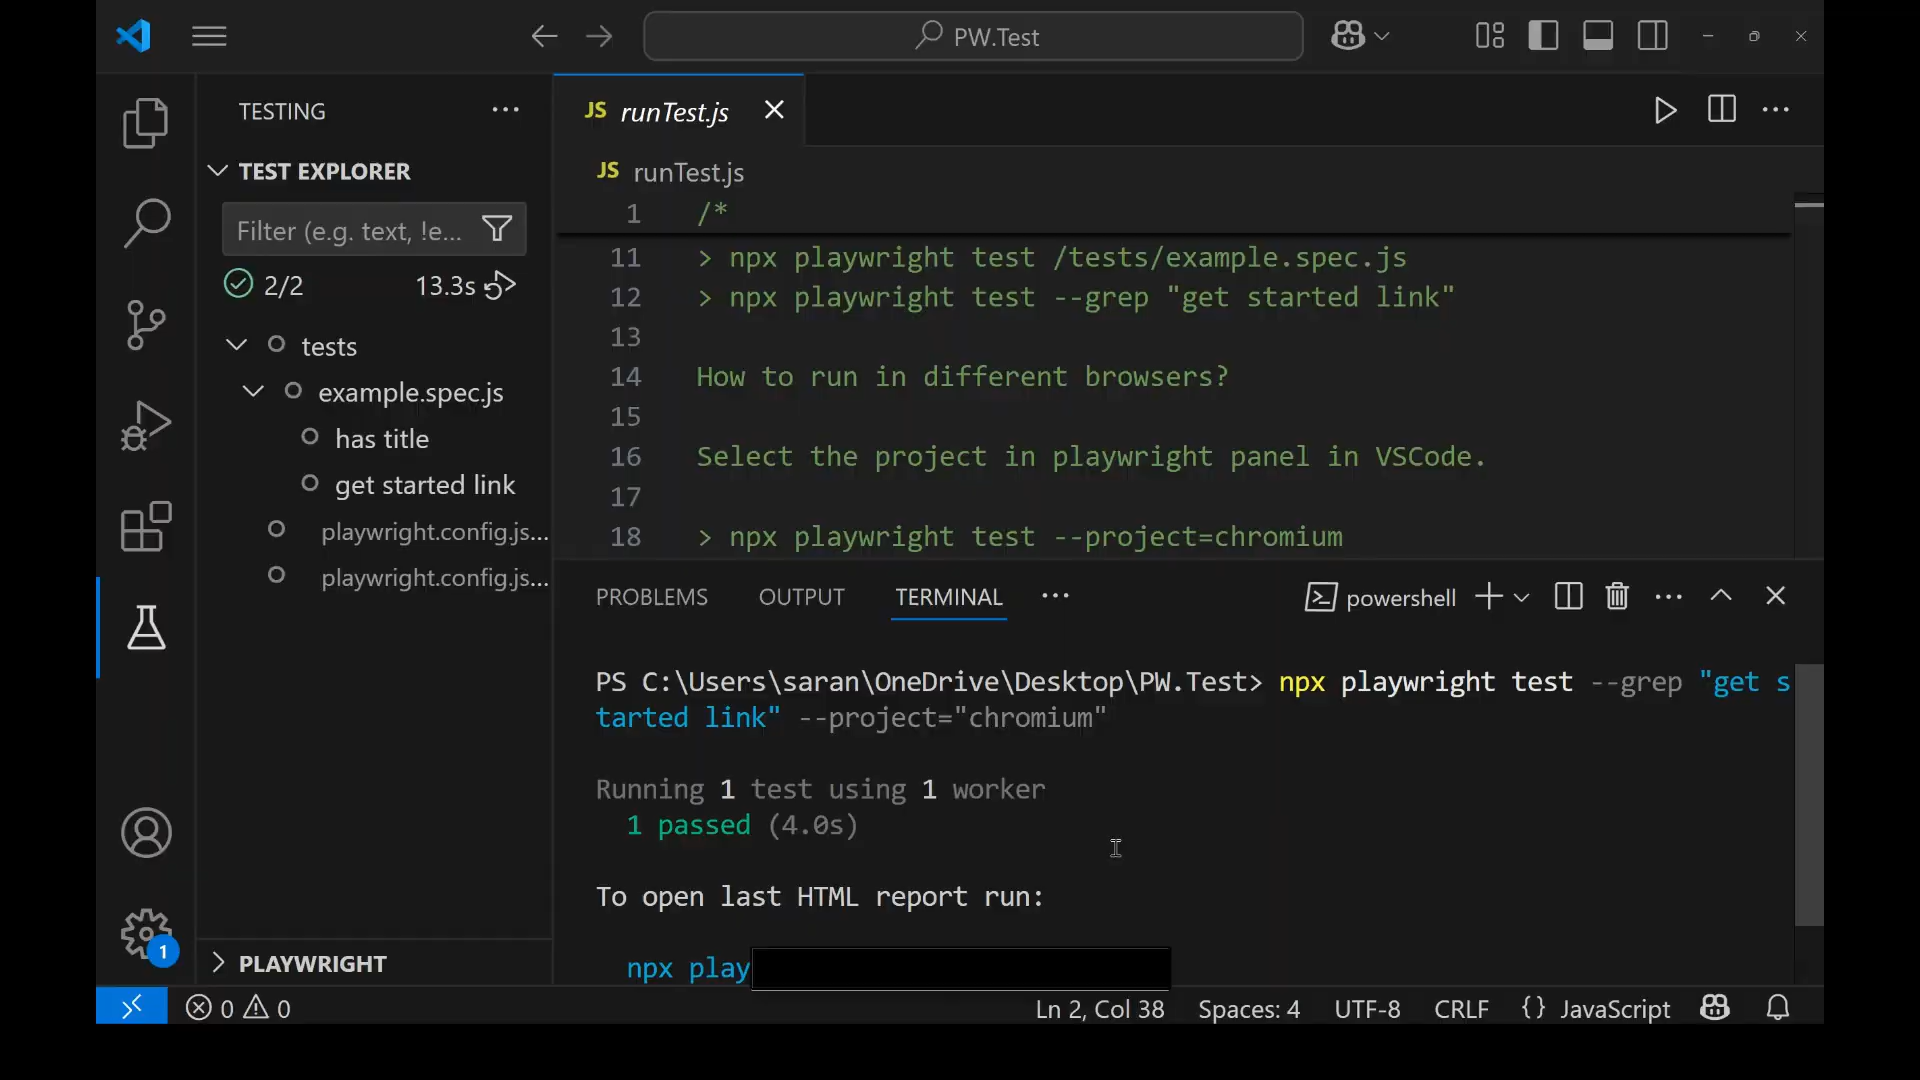 PW.Test
TESTING
TEST EXPLORER
Filter (e.g. text, !e...
2/2
13.3s
tests
example.spec.js
has title
get started link
playwright.config.js...
playwright.config.js...
PLAYWRIGHT
JS runTest.js
JS runTest.js
1 /*
11 > npx playwright test /tests/example.spec.js
12 > npx playwright test --grep "get started link"
13
14 How to run in different browsers?
15
16 Select the project in playwright panel in VSCode.
17
18 > npx playwright test --project=chromium
PROBLEMS OUTPUT TERMINAL
powershell
PS C:\Users\saran\OneDrive\Desktop\PW.Test> npx playwright test --grep "get s
tarted link" --project="chromium"
Running 1 test using 1 worker
1 passed (4.0s)
To open last HTML report run:
npx play
1
0 0
Ln 2, Col 38 Spaces: 4 UTF-8 CRLF {} JavaScript